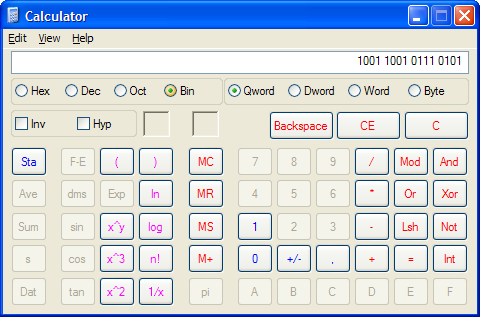 Calculator
Edit View Help
1001 1001 0111 0101
Hex Dec Oct Bin Qword Dword Word Byte
Inv Hyp Backspace CE C
Sta F-E ( ) MC 7 8 9 / Mod And
Ave dms Exp ln MR 4 5 6 * Or Xor
Sum sin x^y log MS 1 2 3 - Lsh Not
s cos x^3 n! M+ 0 +/- , + = Int
Dat tan x^2 1/x pi A B C D E F